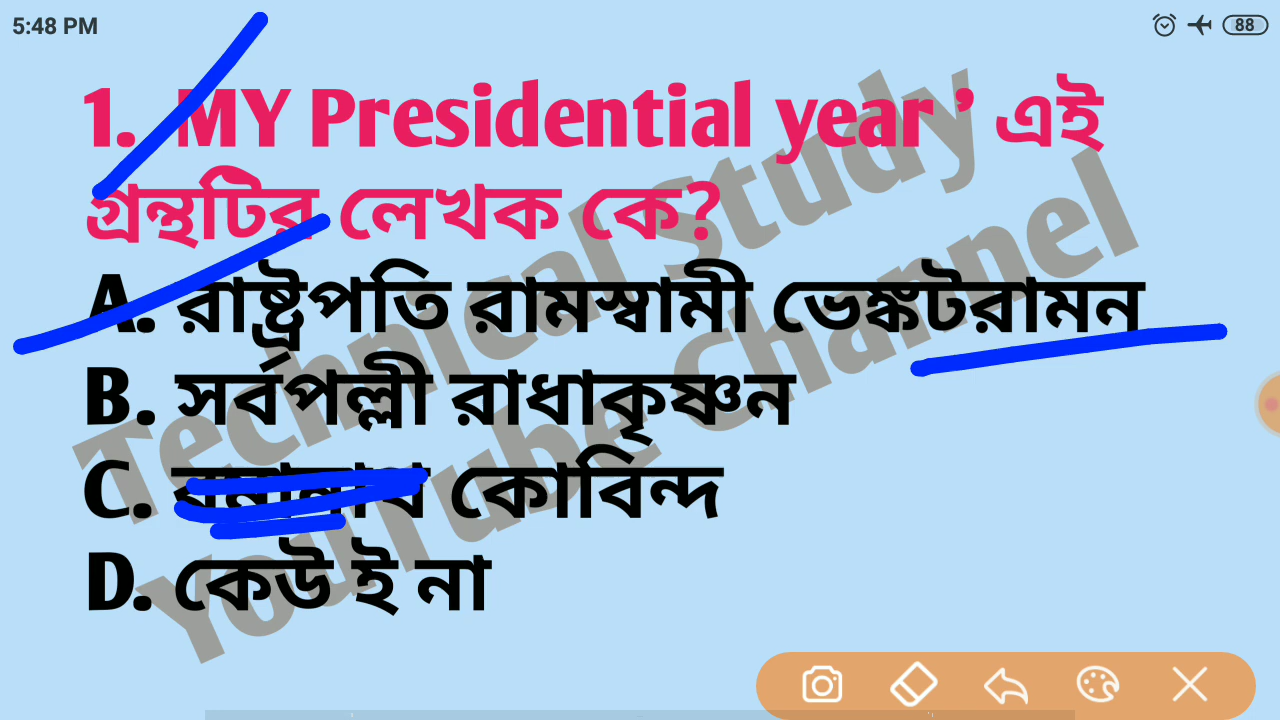 5:48 PM
88
1. MY Presidential year ’ এই
গ্রন্থটির লেখক কে?
A. রাষ্ট্রপতি রামস্বামী ভেঙ্কটরামন
B. সর্বপল্লী রাধাকৃষ্ণন
C. কোবিন্দ
D. কেউ ই না
Technical Study
YouTube Channel